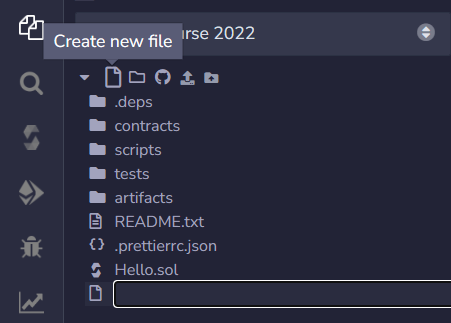 Create new file
urse 2022
.deps
contracts
scripts
tests
artifacts
README.txt
.prettierrc.json
Hello.sol